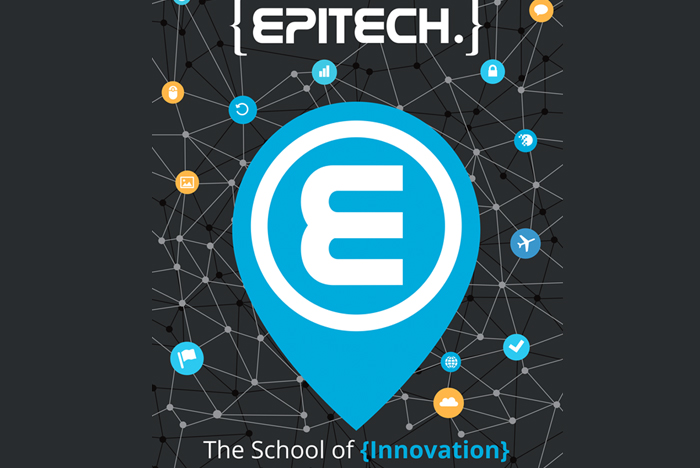 {EPITECH.}
E
The School of {Innovation}